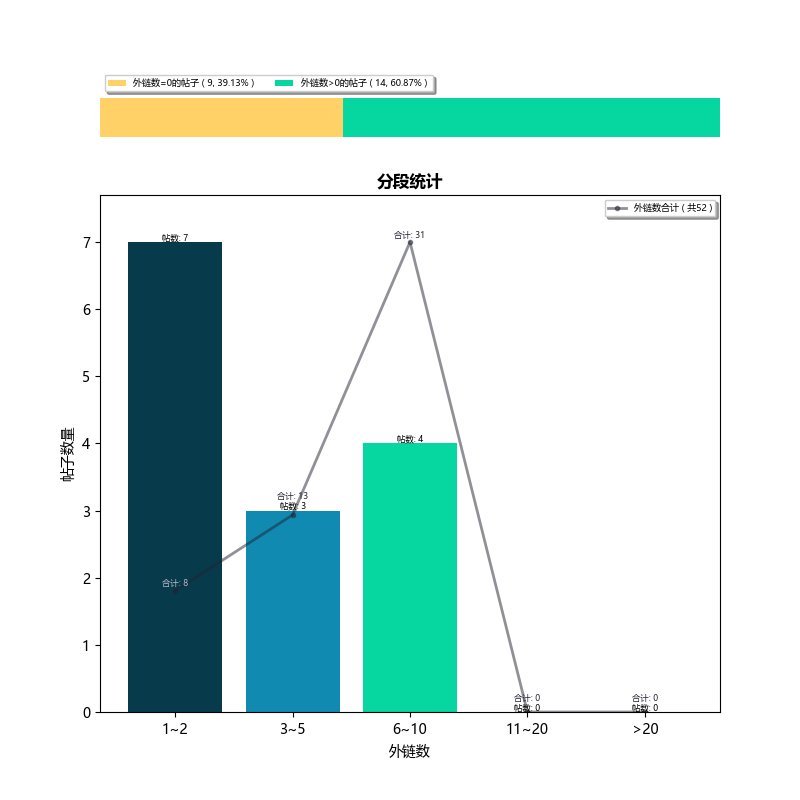 外链数=0的帖子 ( 9, 39.13% ) 外链数>0的帖子 ( 14, 60.87% )
分段统计
外链数合计 ( 共52 )
合计: 31
帖数: 7
帖数: 4
合计: 13
帖数: 3
合计: 8
合计: 0
帖数: 0
合计: 0
帖数: 0
帖子数量
7
6
5
4
3
2
1
0
1~2 3~5 6~10 11~20 >20
外链数